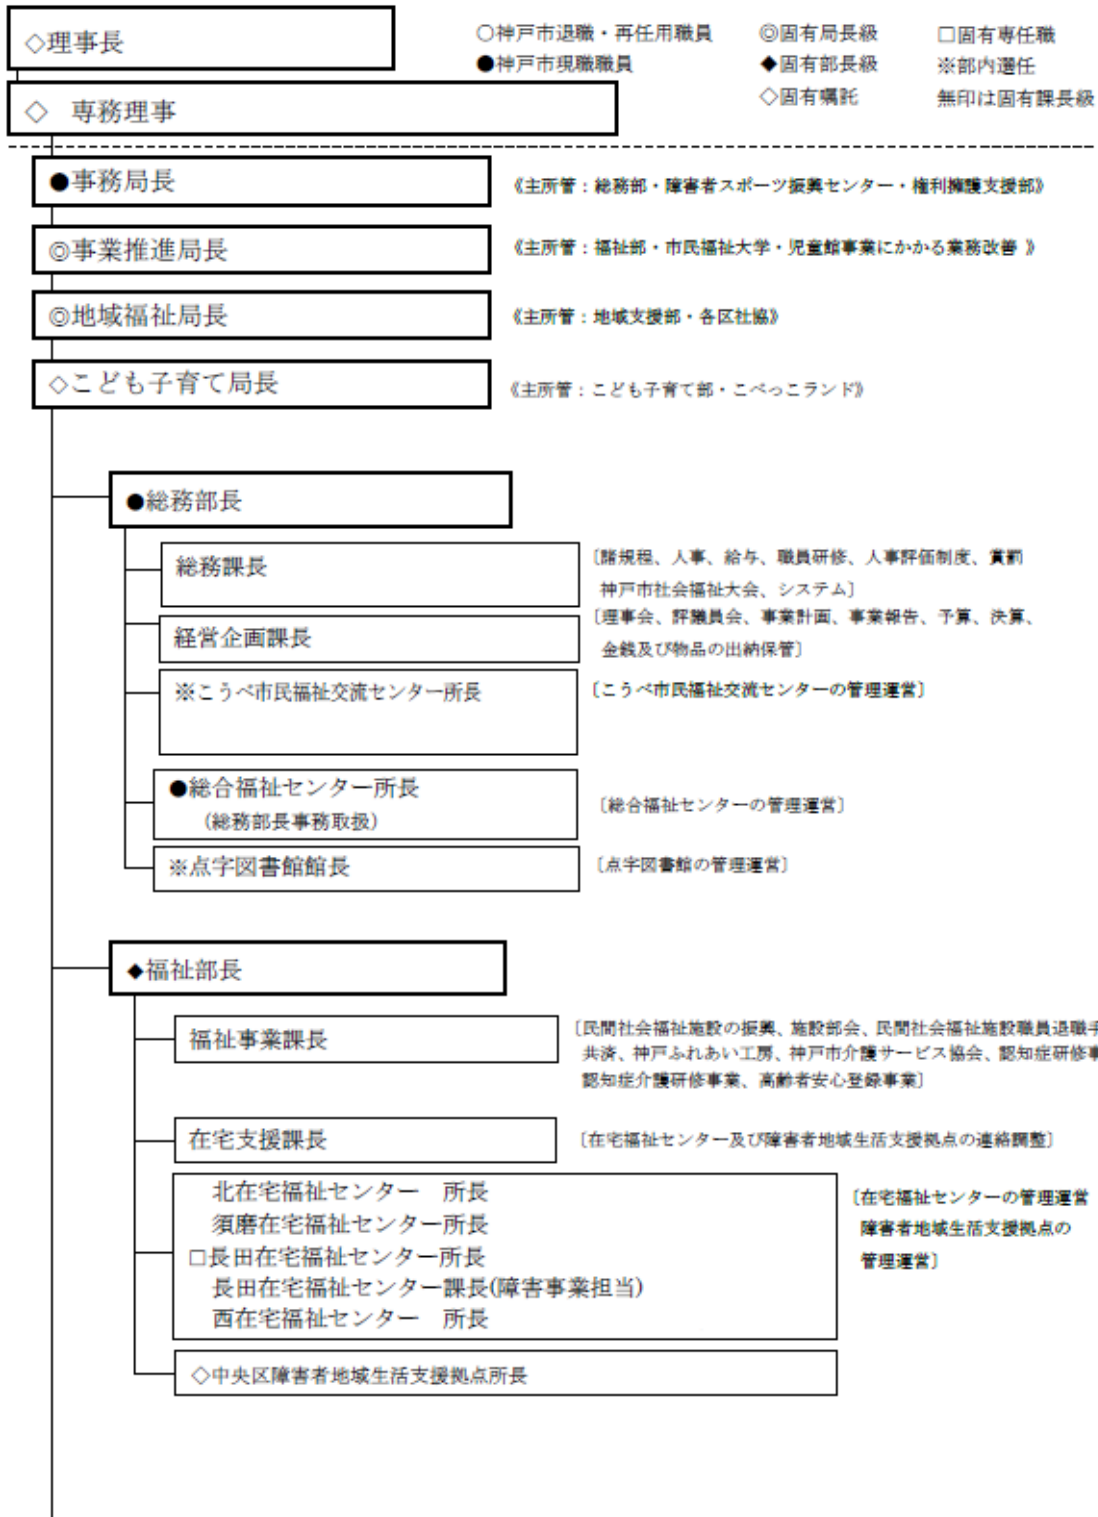 ◇理事長
○神戸市退職・再任用職員 ◎固有局長級 □固有専任職
●神戸市現職職員 ◆固有部長級 ※部内選任
◇固有嘱託 無印は固有課長級
◇ 専務理事
●事務局長 《主所管：総務部・障害者スポーツ振興センター・権利擁護支援部》
◎事業推進局長 《主所管：福祉部・市民福祉大学・児童館事業にかかる業務改善 》
◎地域福祉局長 《主所管：地域支援部・各区社協》
◇こども子育て局長 《主所管：こども子育て部・こべっこランド》
●総務部長
総務課長 〔諸規程、人事、給与、職員研修、人事評価制度、賞罰
神戸市社会福祉大会、システム〕
経営企画課長 〔理事会、評議員会、事業計画、事業報告、予算、決算、
金銭及び物品の出納保管〕
※こうべ市民福祉交流センター所長 〔こうべ市民福祉交流センターの管理運営〕
●総合福祉センター所長 〔総合福祉センターの管理運営〕
（総務部長事務取扱）
※点字図書館館長 〔点字図書館の管理運営〕
◆福祉部長
福祉事業課長 〔民間社会福祉施設の振興、施設部会、民間社会福祉施設職員退職手
共済、神戸ふれあい工房、神戸市介護サービス協会、認知症研修事
認知症介護研修事業、高齢者安心登録事業〕
在宅支援課長 〔在宅福祉センター及び障害者地域生活支援拠点の連絡調整〕
北在宅福祉センター 所長 〔在宅福祉センターの管理運営
須磨在宅福祉センター所長 障害者地域生活支援拠点の
□長田在宅福祉センター所長 管理運営〕
長田在宅福祉センター課長(障害事業担当)
西在宅福祉センター 所長
◇中央区障害者地域生活支援拠点所長